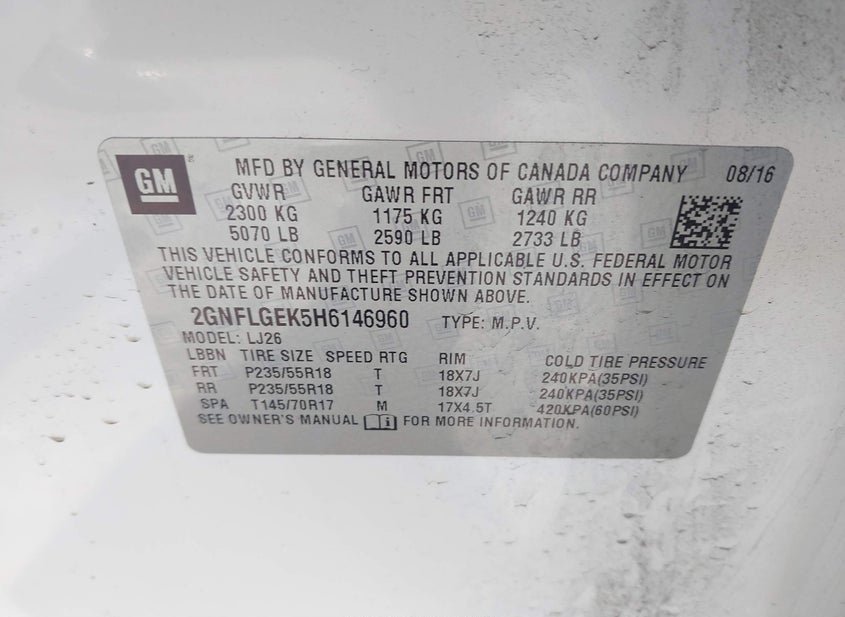 GM MFD BY GENERAL MOTORS OF CANADA COMPANY 08/16
GVWR GAWR FRT GAWR RR
2300 KG 1175 KG 1240 KG
5070 LB 2590 LB 2733 LB
THIS VEHICLE CONFORMS TO ALL APPLICABLE U.S. FEDERAL MOTOR
VEHICLE SAFETY AND THEFT PREVENTION STANDARDS IN EFFECT ON
THE DATE OF MANUFACTURE SHOWN ABOVE.
2GNFLGEK5H6146960 TYPE: M.P.V.
MODEL: LJ26
LBBN TIRE SIZE SPEED RTG RIM COLD TIRE PRESSURE
FRT P235/55R18 T 18X7J 240KPA(35PSI)
RR P235/55R18 T 18X7J 240KPA(35PSI)
SPA T145/70R17 M 17X4.5T 420KPA(60PSI)
SEE OWNER'S MANUAL FOR MORE INFORMATION.